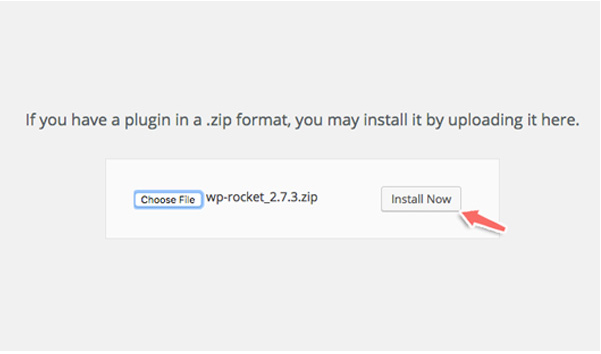 If you have a plugin in a .zip format, you may install it by uploading it here.
Choose File wp-rocket_2.7.3.zip Install Now